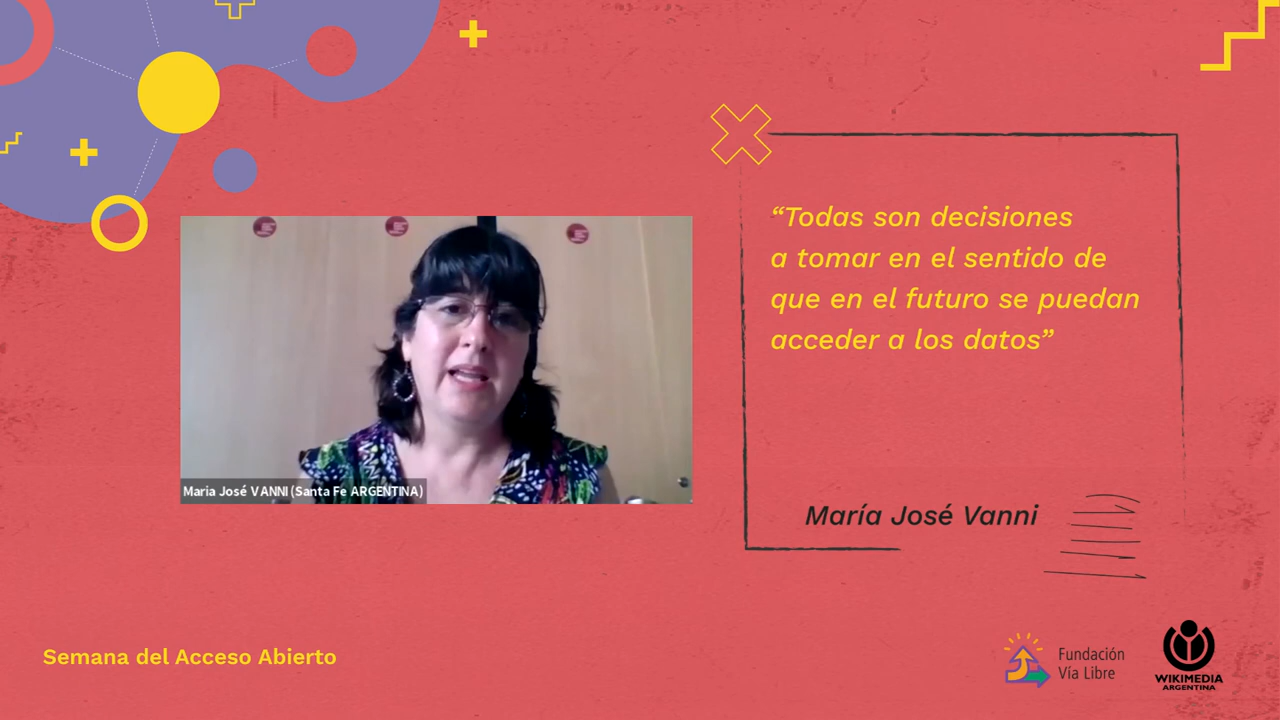 “Todas son decisiones
a tomar en el sentido de
que en el futuro se puedan
acceder a los datos”
Maria José VANNI (Santa Fe ARGENTINA)
María José Vanni
Semana del Acceso Abierto
Fundación
Vía Libre
WIKIMEDIA
ARGENTINA